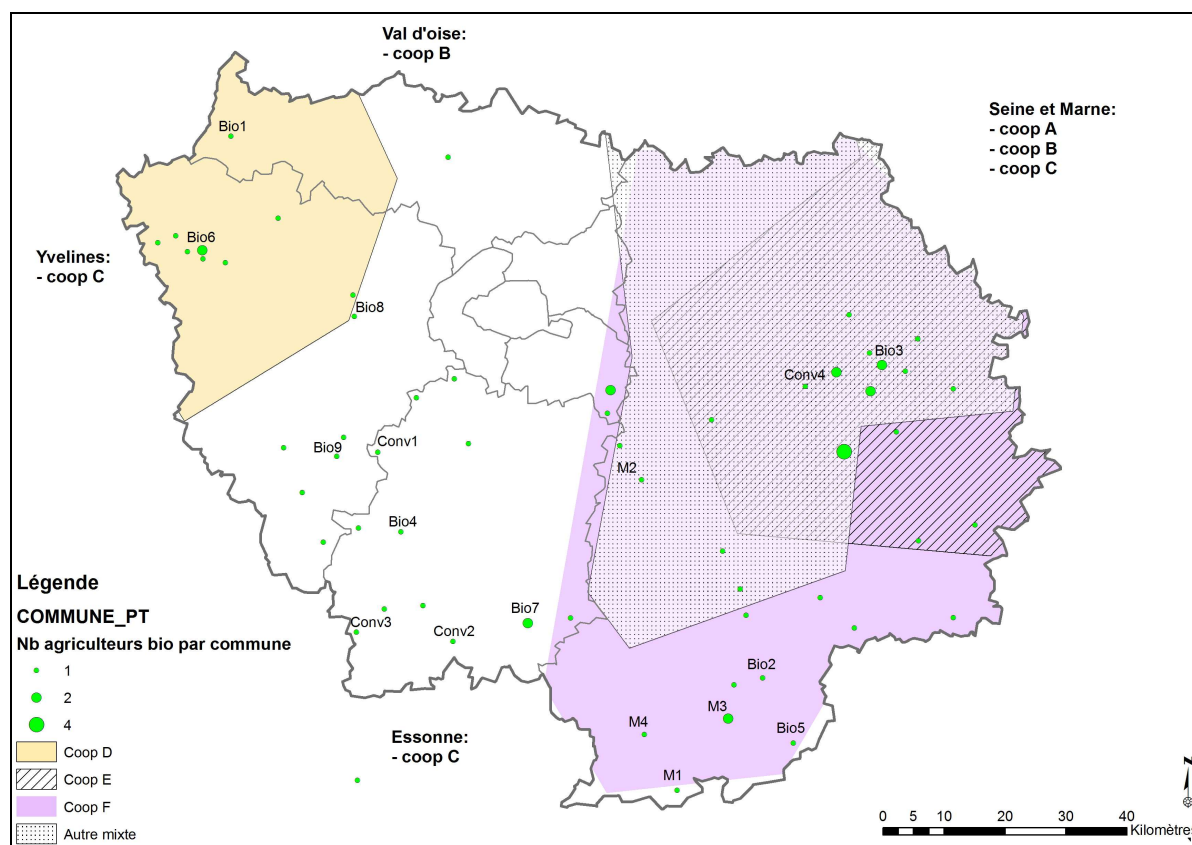 Val d'oise:
- coop B
Seine et Marne:
- coop A
- coop B
- coop C
Bio1
Yvelines:
- coop C
Bio6
Bio8
Bio3
Conv4
Bio9
Conv1
M2
Bio4
Conv3
Conv2
Bio7
Bio2
M3
M4
Bio5
M1
Essonne:
- coop C
Légende
COMMUNE_PT
Nb agriculteurs bio par commune
1
2
4
Coop D
Coop E
Coop F
Autre mixte
N
0 5 10 20 30 40
Kilomètres